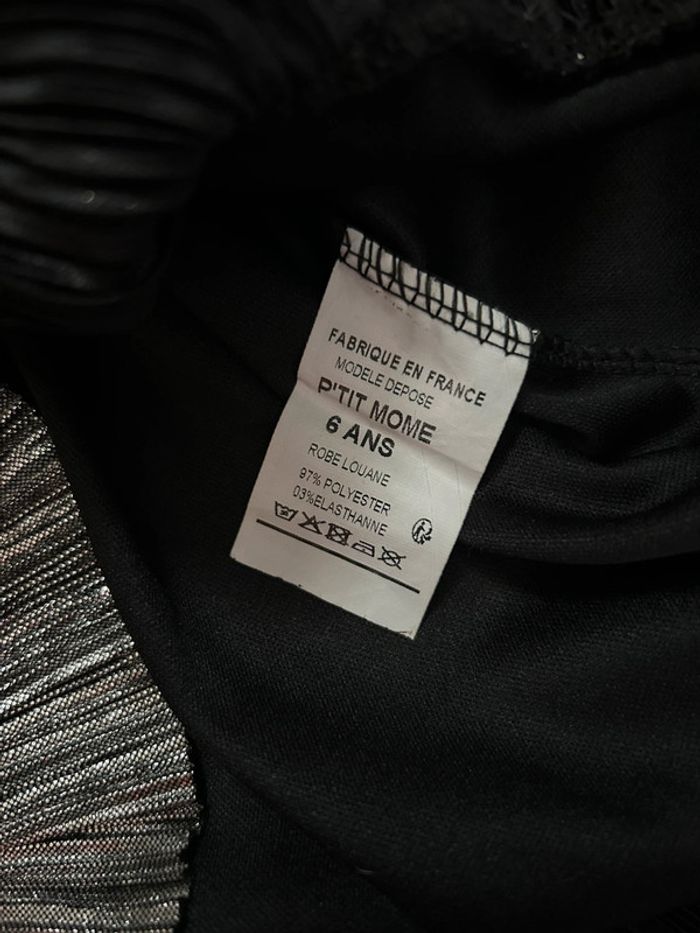 FABRIQUE EN FRANCE
MODELE DEPOSE
P'TIT MOME
6 ANS
ROBE LOUANE
97% POLYESTER
03%ELASTHANNE